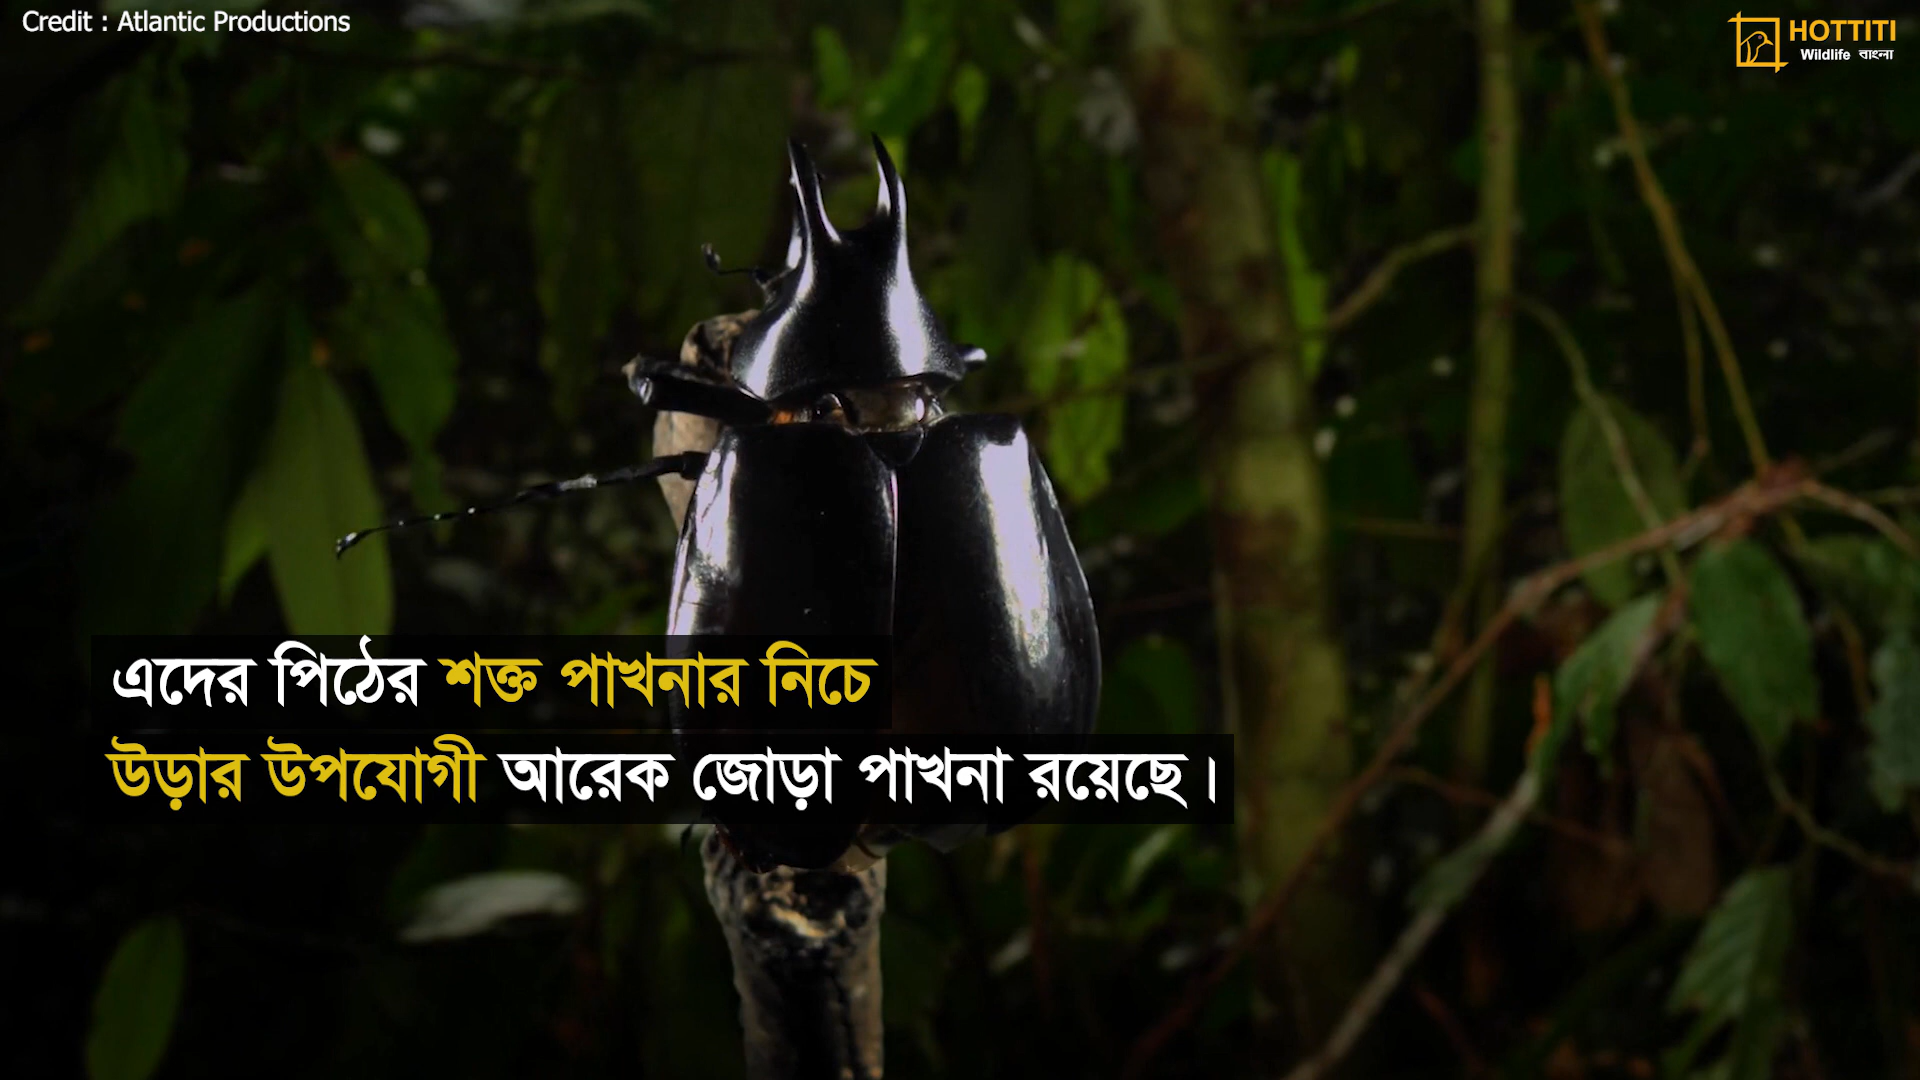 Credit : Atlantic Productions
HOTTITI
Wildlife বাংলা
এদের পিঠের শক্ত পাখনার নিচে
উড়ার উপযোগী আরেক জোড়া পাখনা রয়েছে।